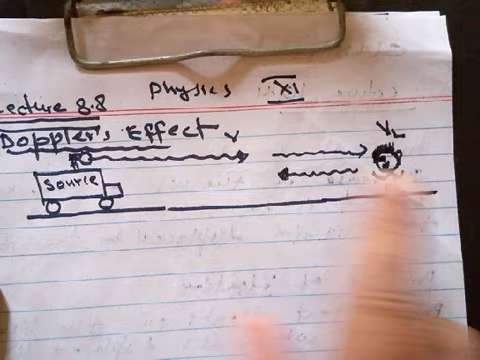 Physics XI
Lecture 8.8
Doppler's Effect
V
VL
Source